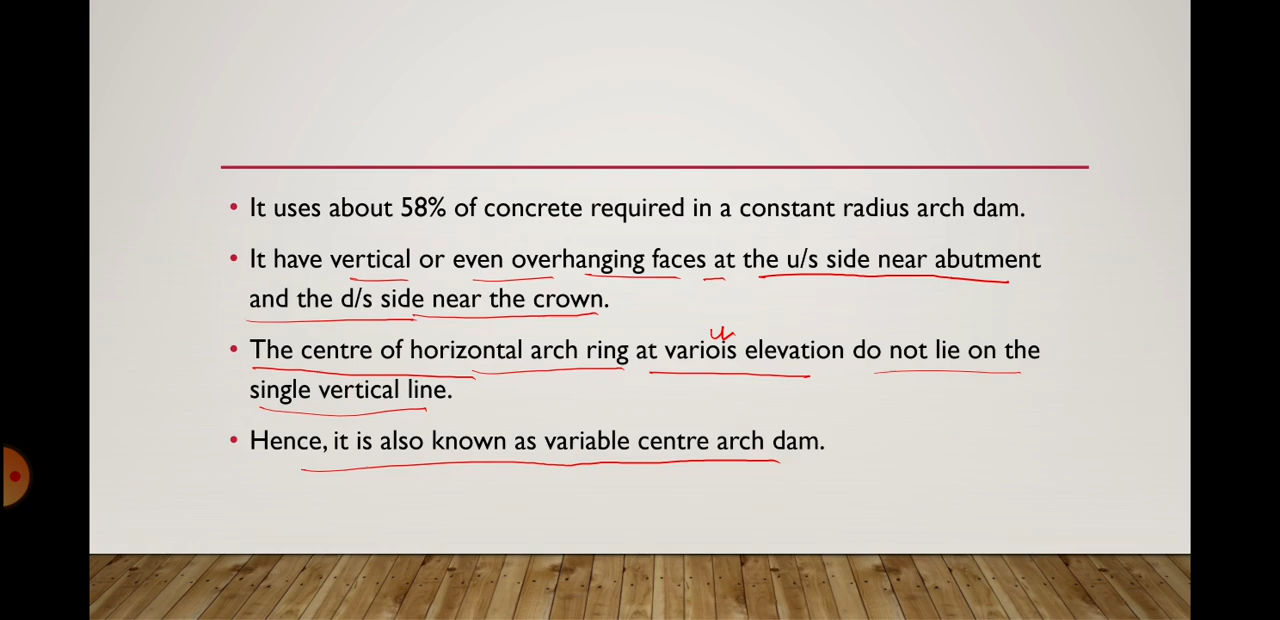 • It uses about 58% of concrete required in a constant radius arch dam.
• It have vertical or even overhanging faces at the u/s side near abutment
and the d/s side near the crown.
u
• The centre of horizontal arch ring at variois elevation do not lie on the
single vertical line.
• Hence, it is also known as variable centre arch dam.